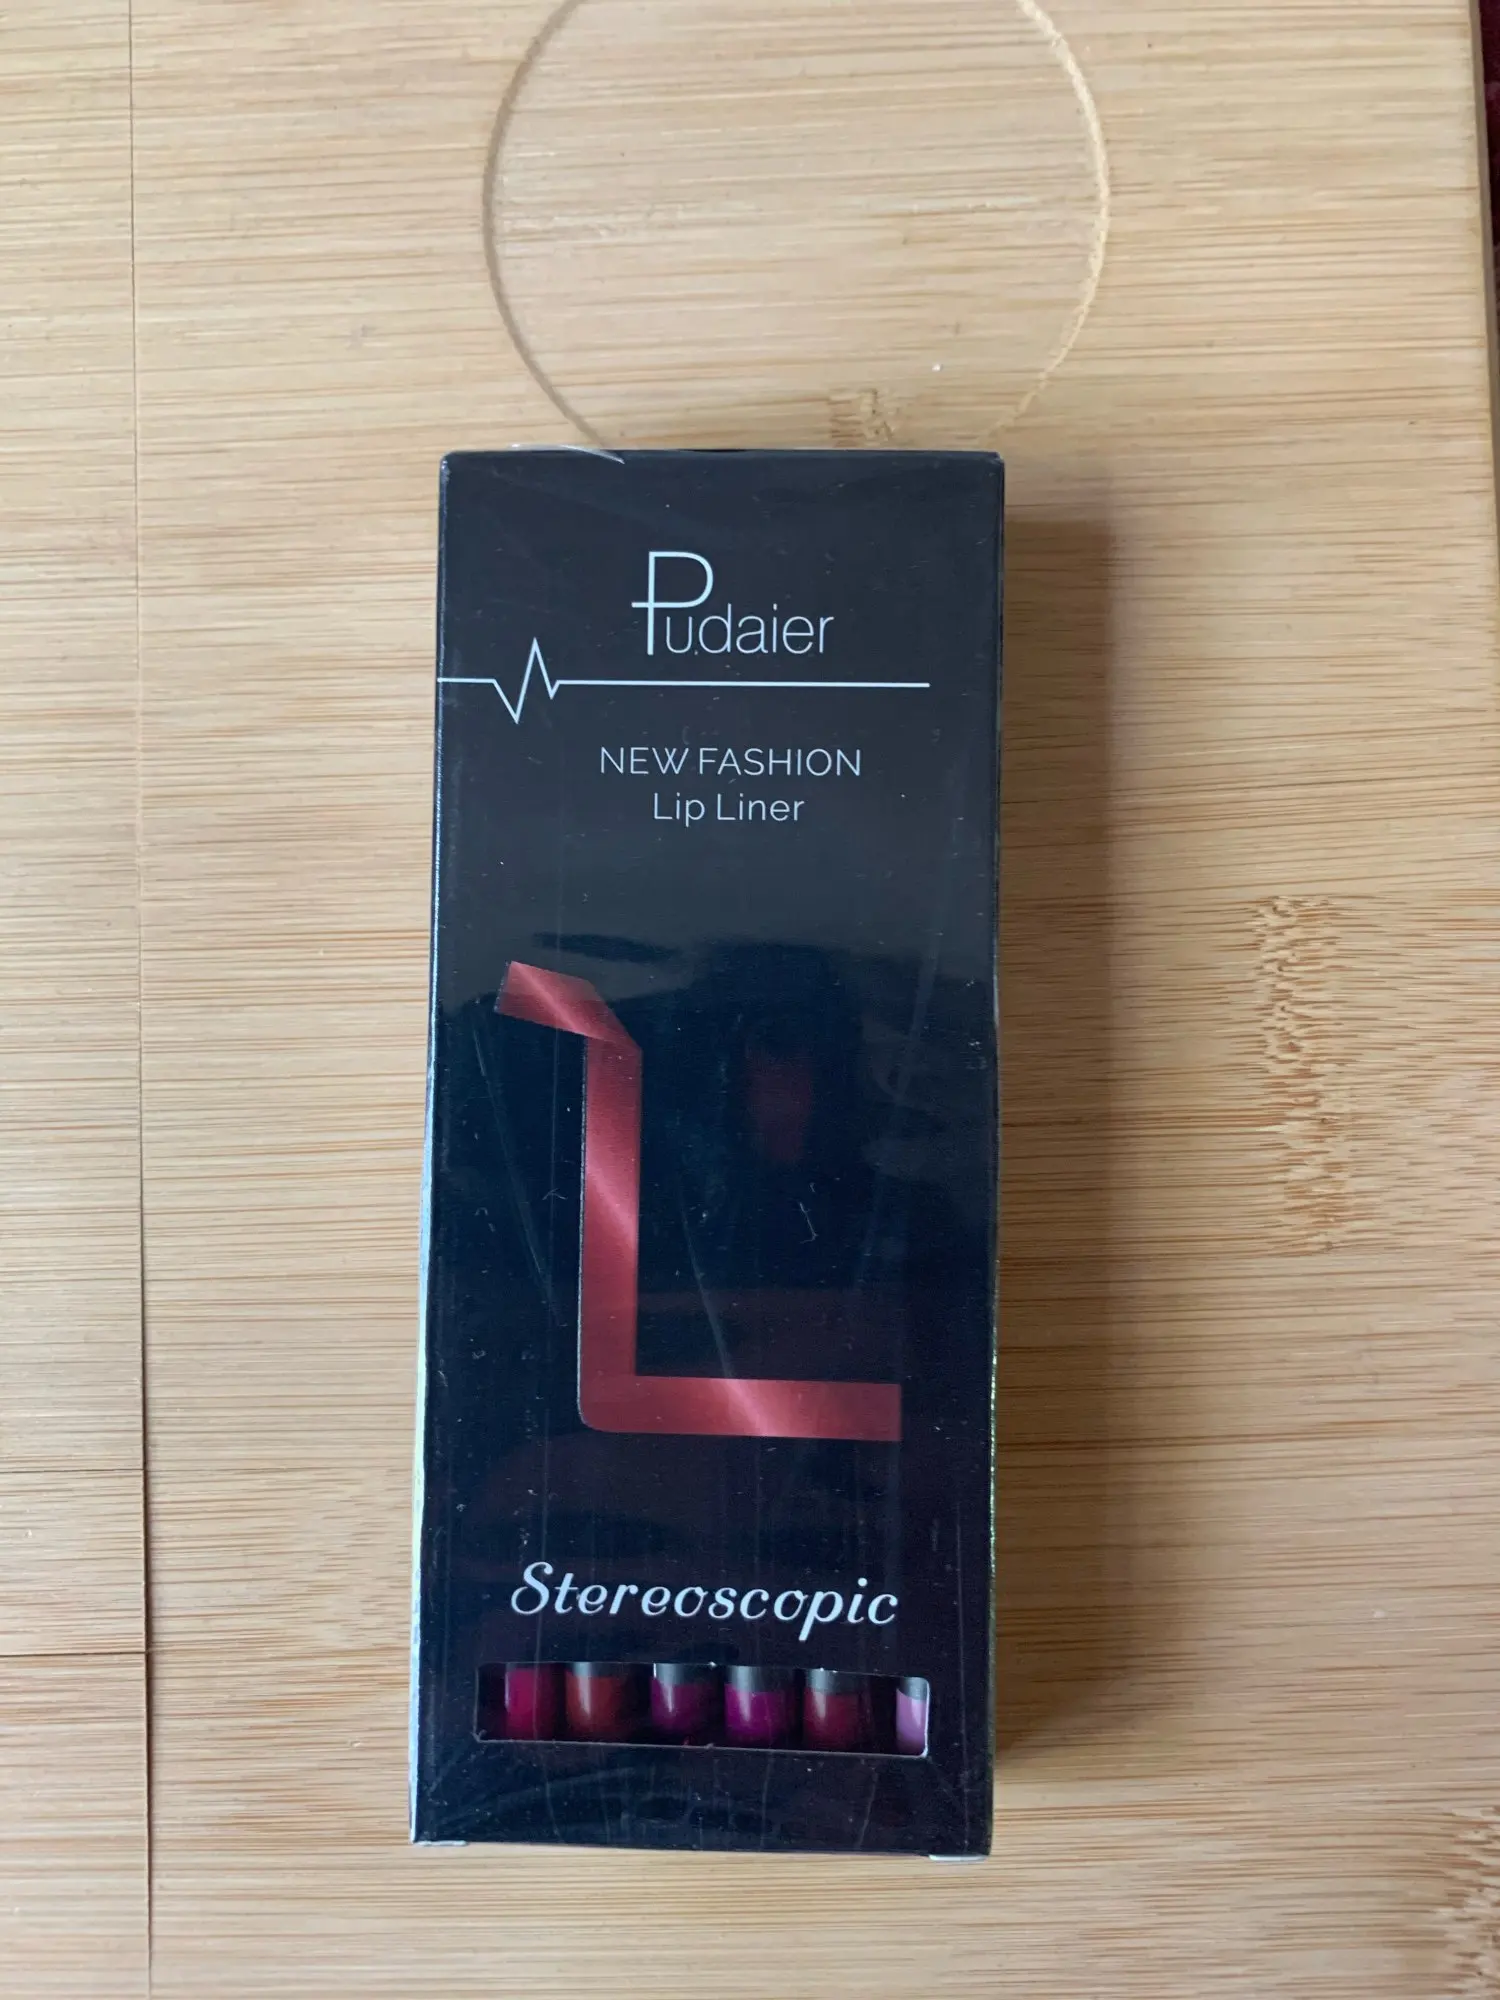 Pudaier
NEW FASHION
Lip Liner
L
Stereoscopic